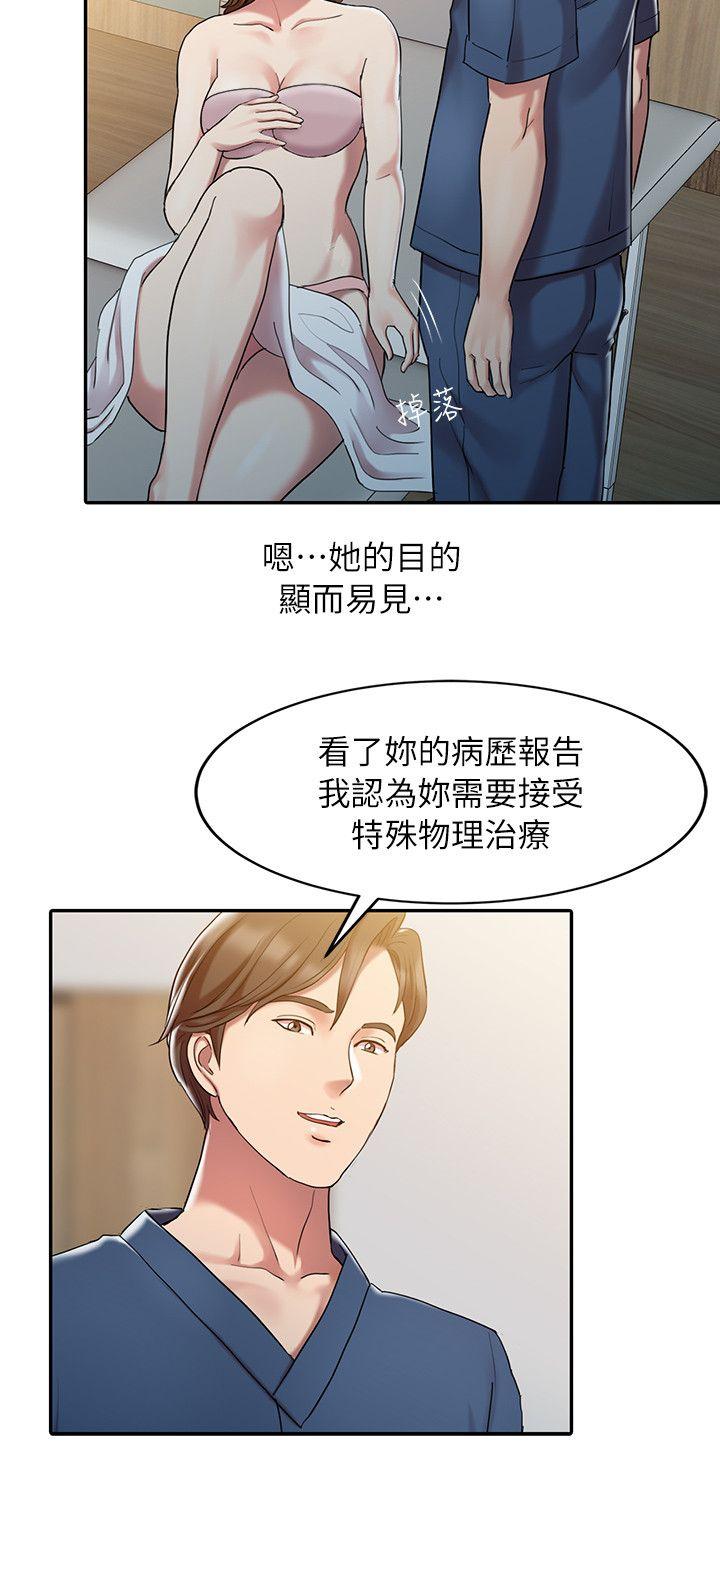 掉落
嗯⋯她的目的
顯而易見⋯
看了妳的病歷報告
我認為妳需要接受
特殊物理治療